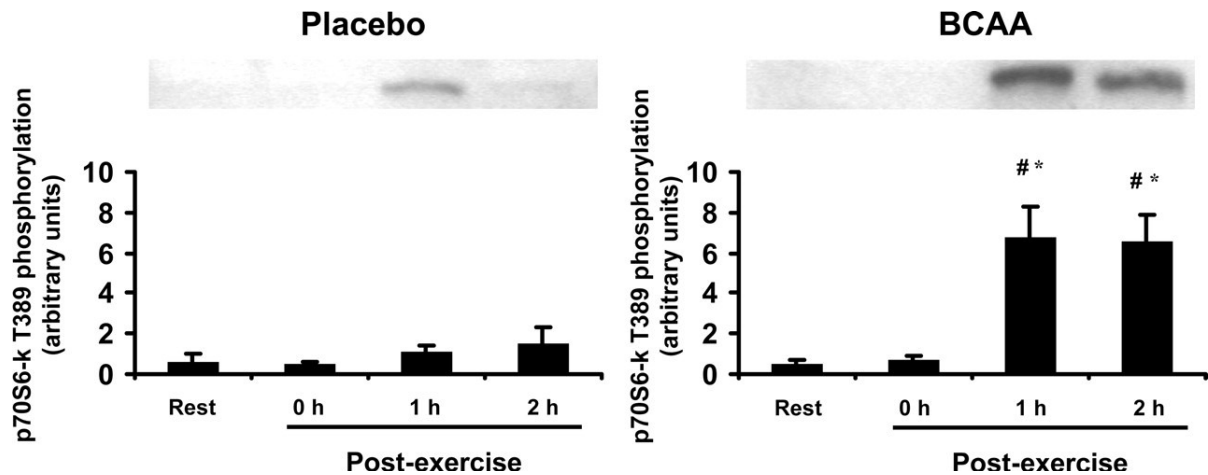 Placebo
p70S6-k T389 phosphorylation
(arbitrary units)
10
8
6
4
2
0
Rest
0 h
1 h
2 h
Post-exercise
BCAA
p70S6-k T389 phosphorylation
(arbitrary units)
10
8
6
4
2
0
# *
# *
Rest
0 h
1 h
2 h
Post-exercise